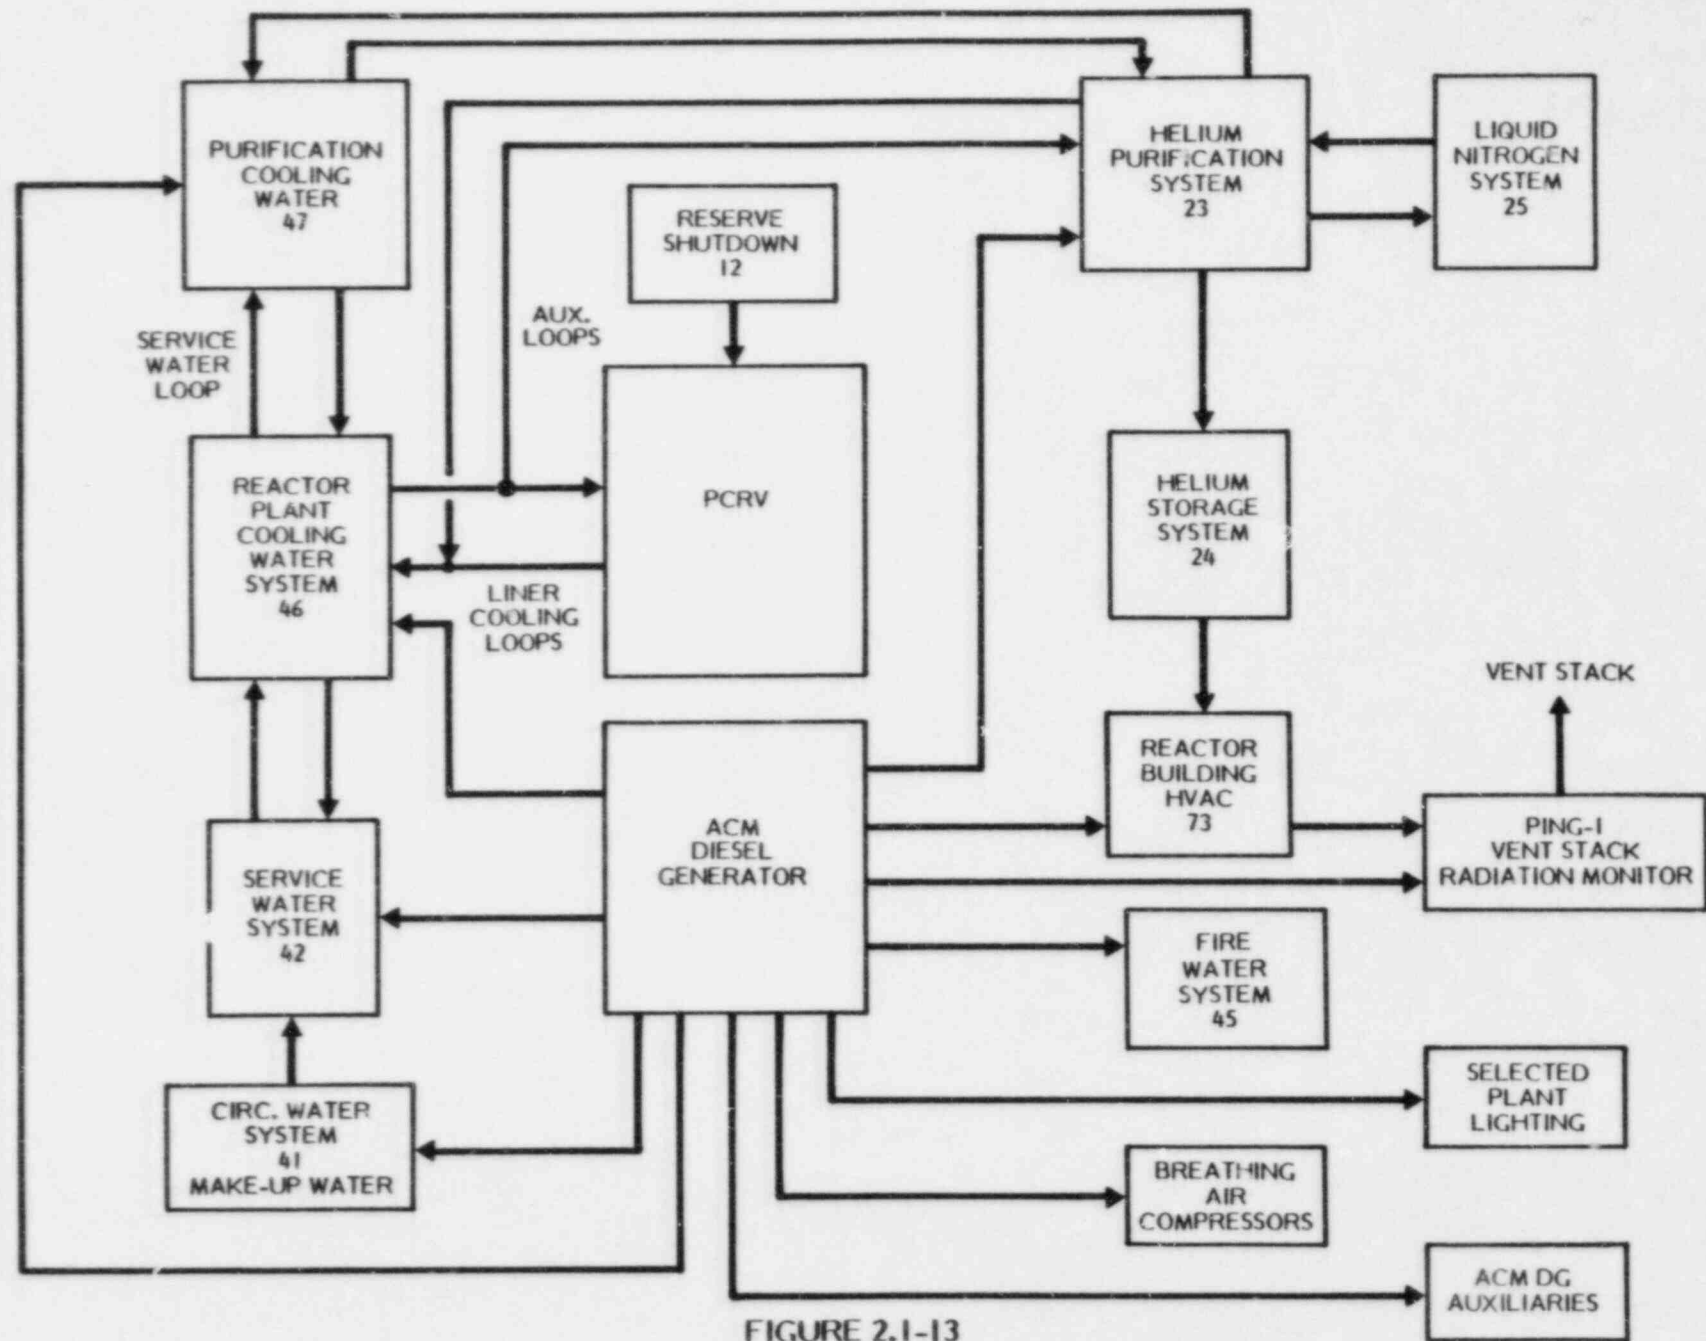 PURIFICATION
COOLING
WATER
47
HELIUM
PURIFICATION
SYSTEM
23
LIQUID
NITROGEN
SYSTEM
25
RESERVE
SHUTDOWN
12
AUX.
LOOPS
SERVICE
WATER
LOOP
REACTOR
PLANT
COOLING
WATER
SYSTEM
46
PCRV
LINER
COOLING
LOOPS
HELIUM
STORAGE
SYSTEM
24
VENT STACK
REACTOR
BUILDING
HVAC
73
PING-1
VENT STACK
RADIATION MONITOR
ACM
DIESEL
GENERATOR
SERVICE
WATER
SYSTEM
42
FIRE
WATER
SYSTEM
45
SELECTED
PLANT
LIGHTING
CIRC. WATER
SYSTEM
41
MAKE-UP WATER
BREATHING
AIR
COMPRESSORS
ACM DG
AUXILIARIES
FIGURE 2.1-13